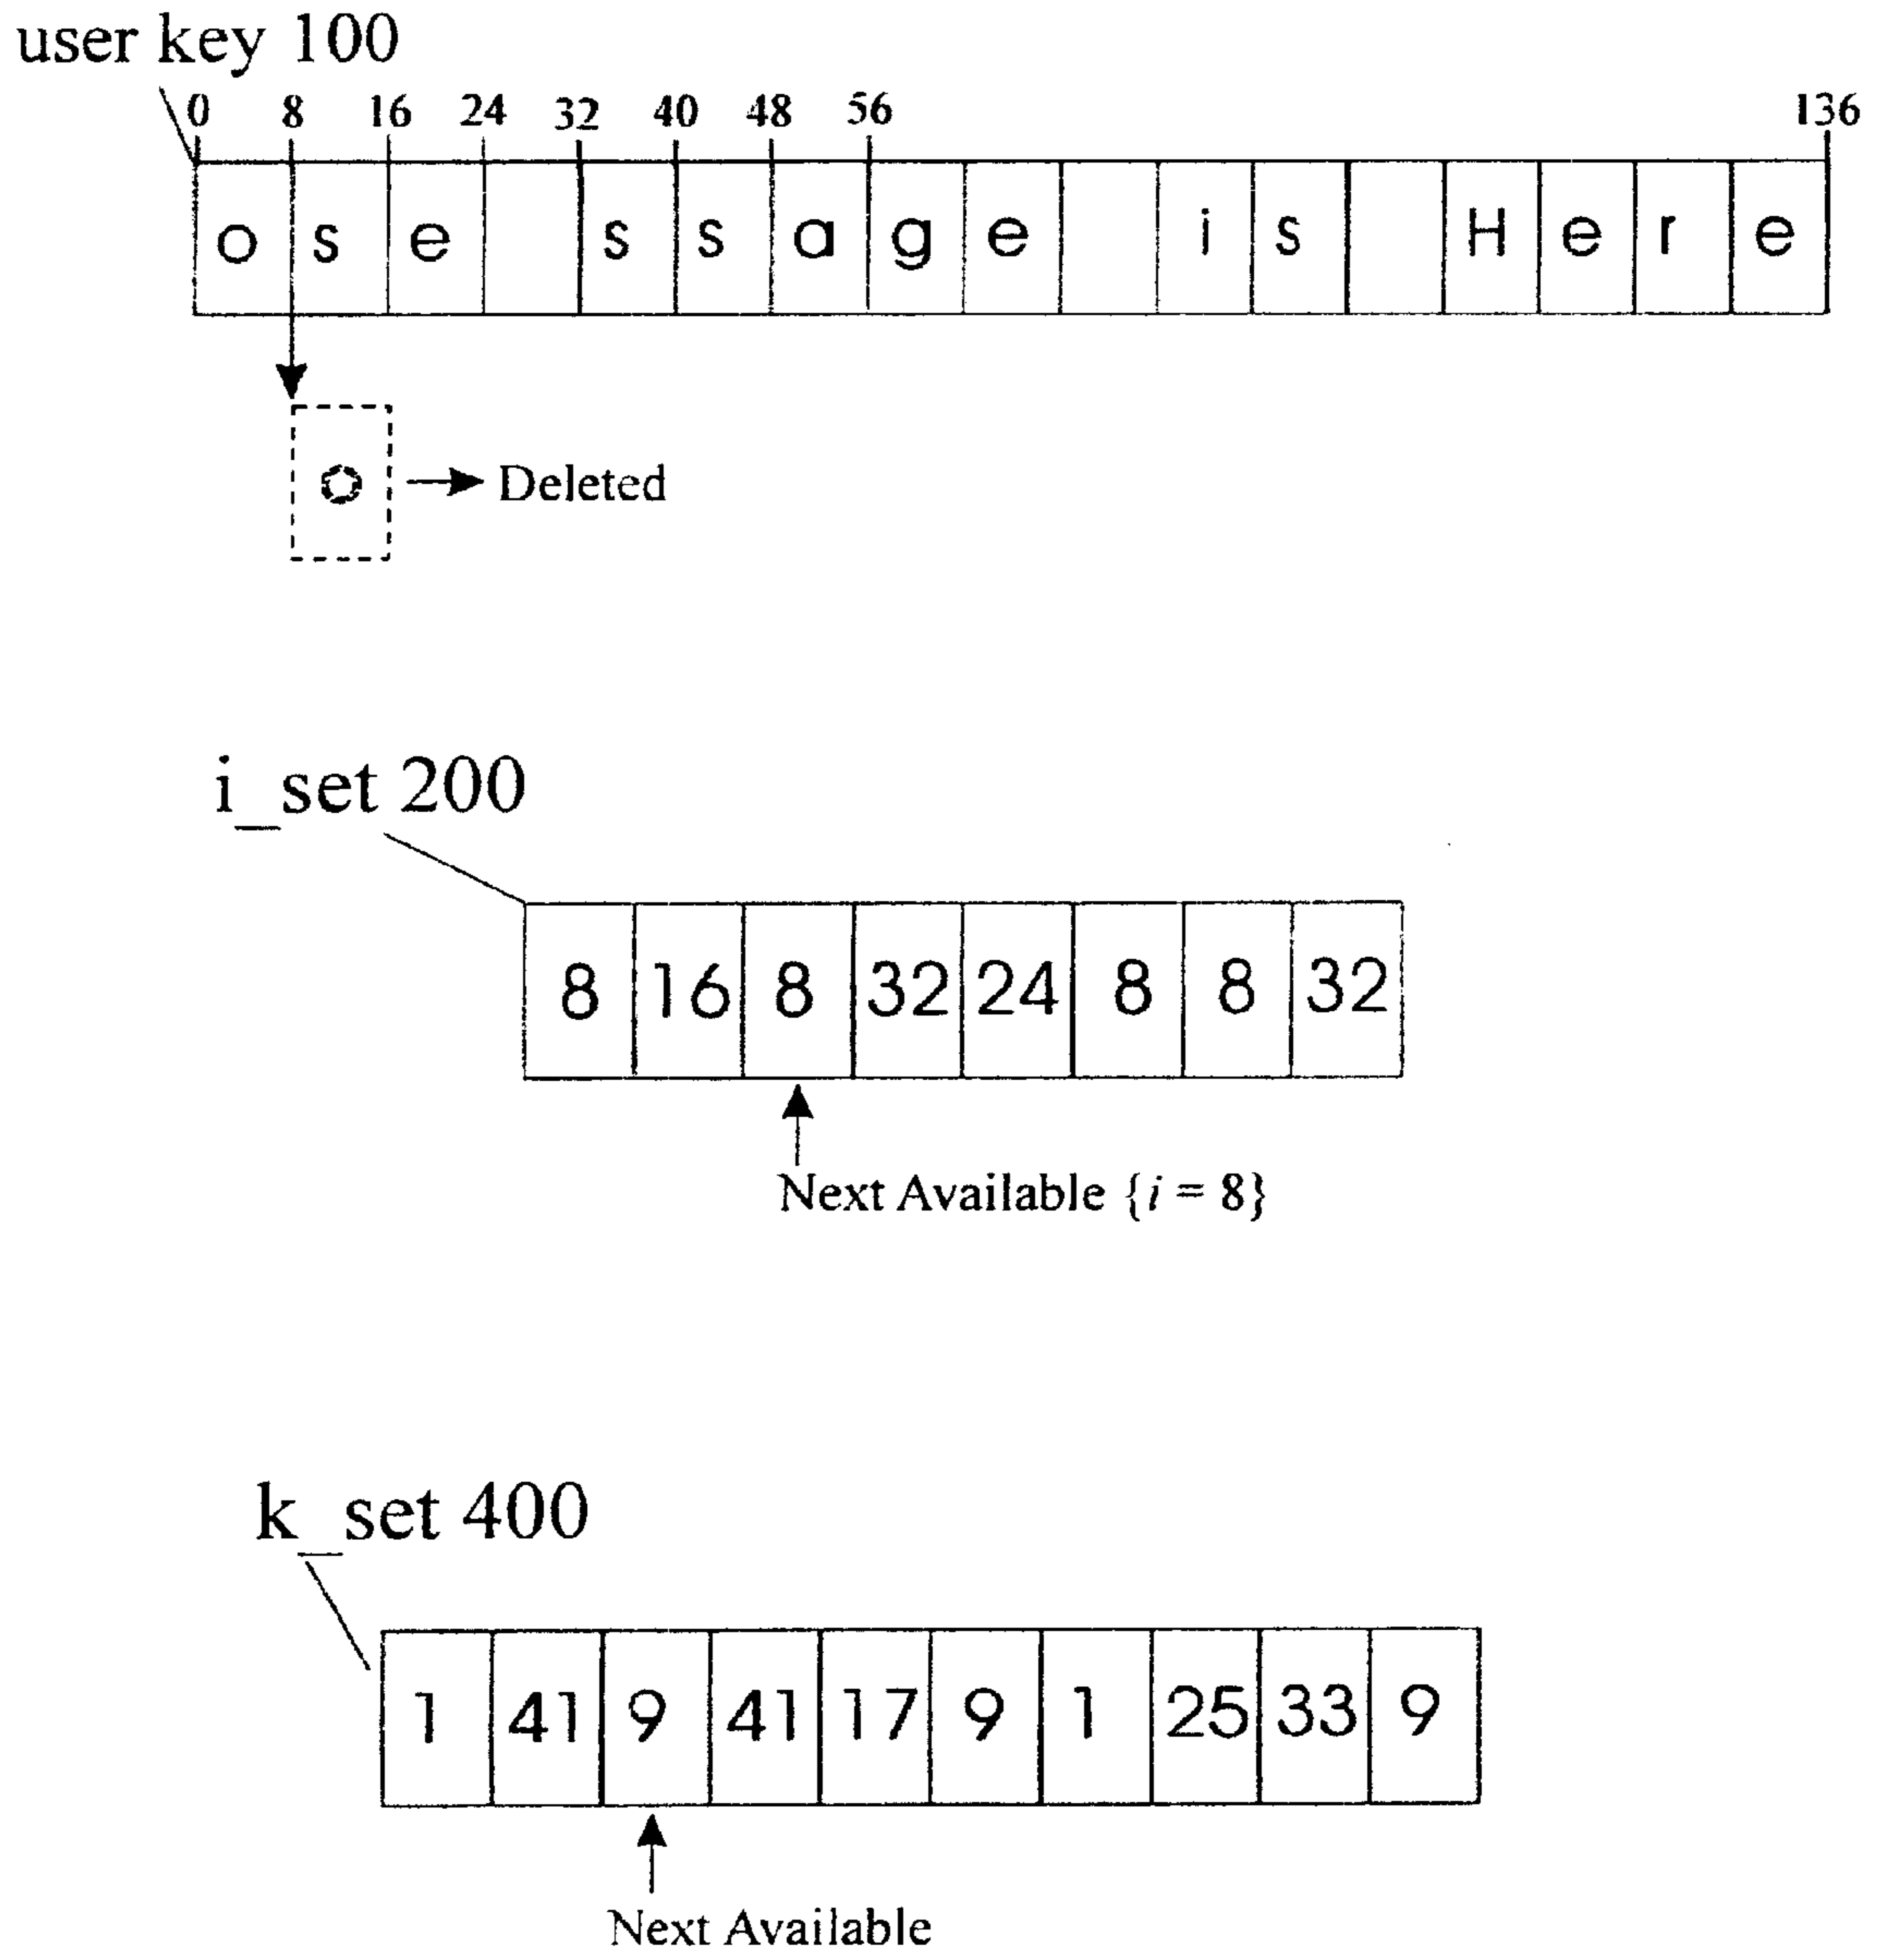 user key 100
0 8 16 24 32 40 48 56 136
o s e s s a g e i s H e r e
o Deleted
i_set 200
8 16 8 32 24 8 8 32
Next Available {i = 8}
k_set 400
1 41 9 41 17 9 1 25 33 9
Next Available